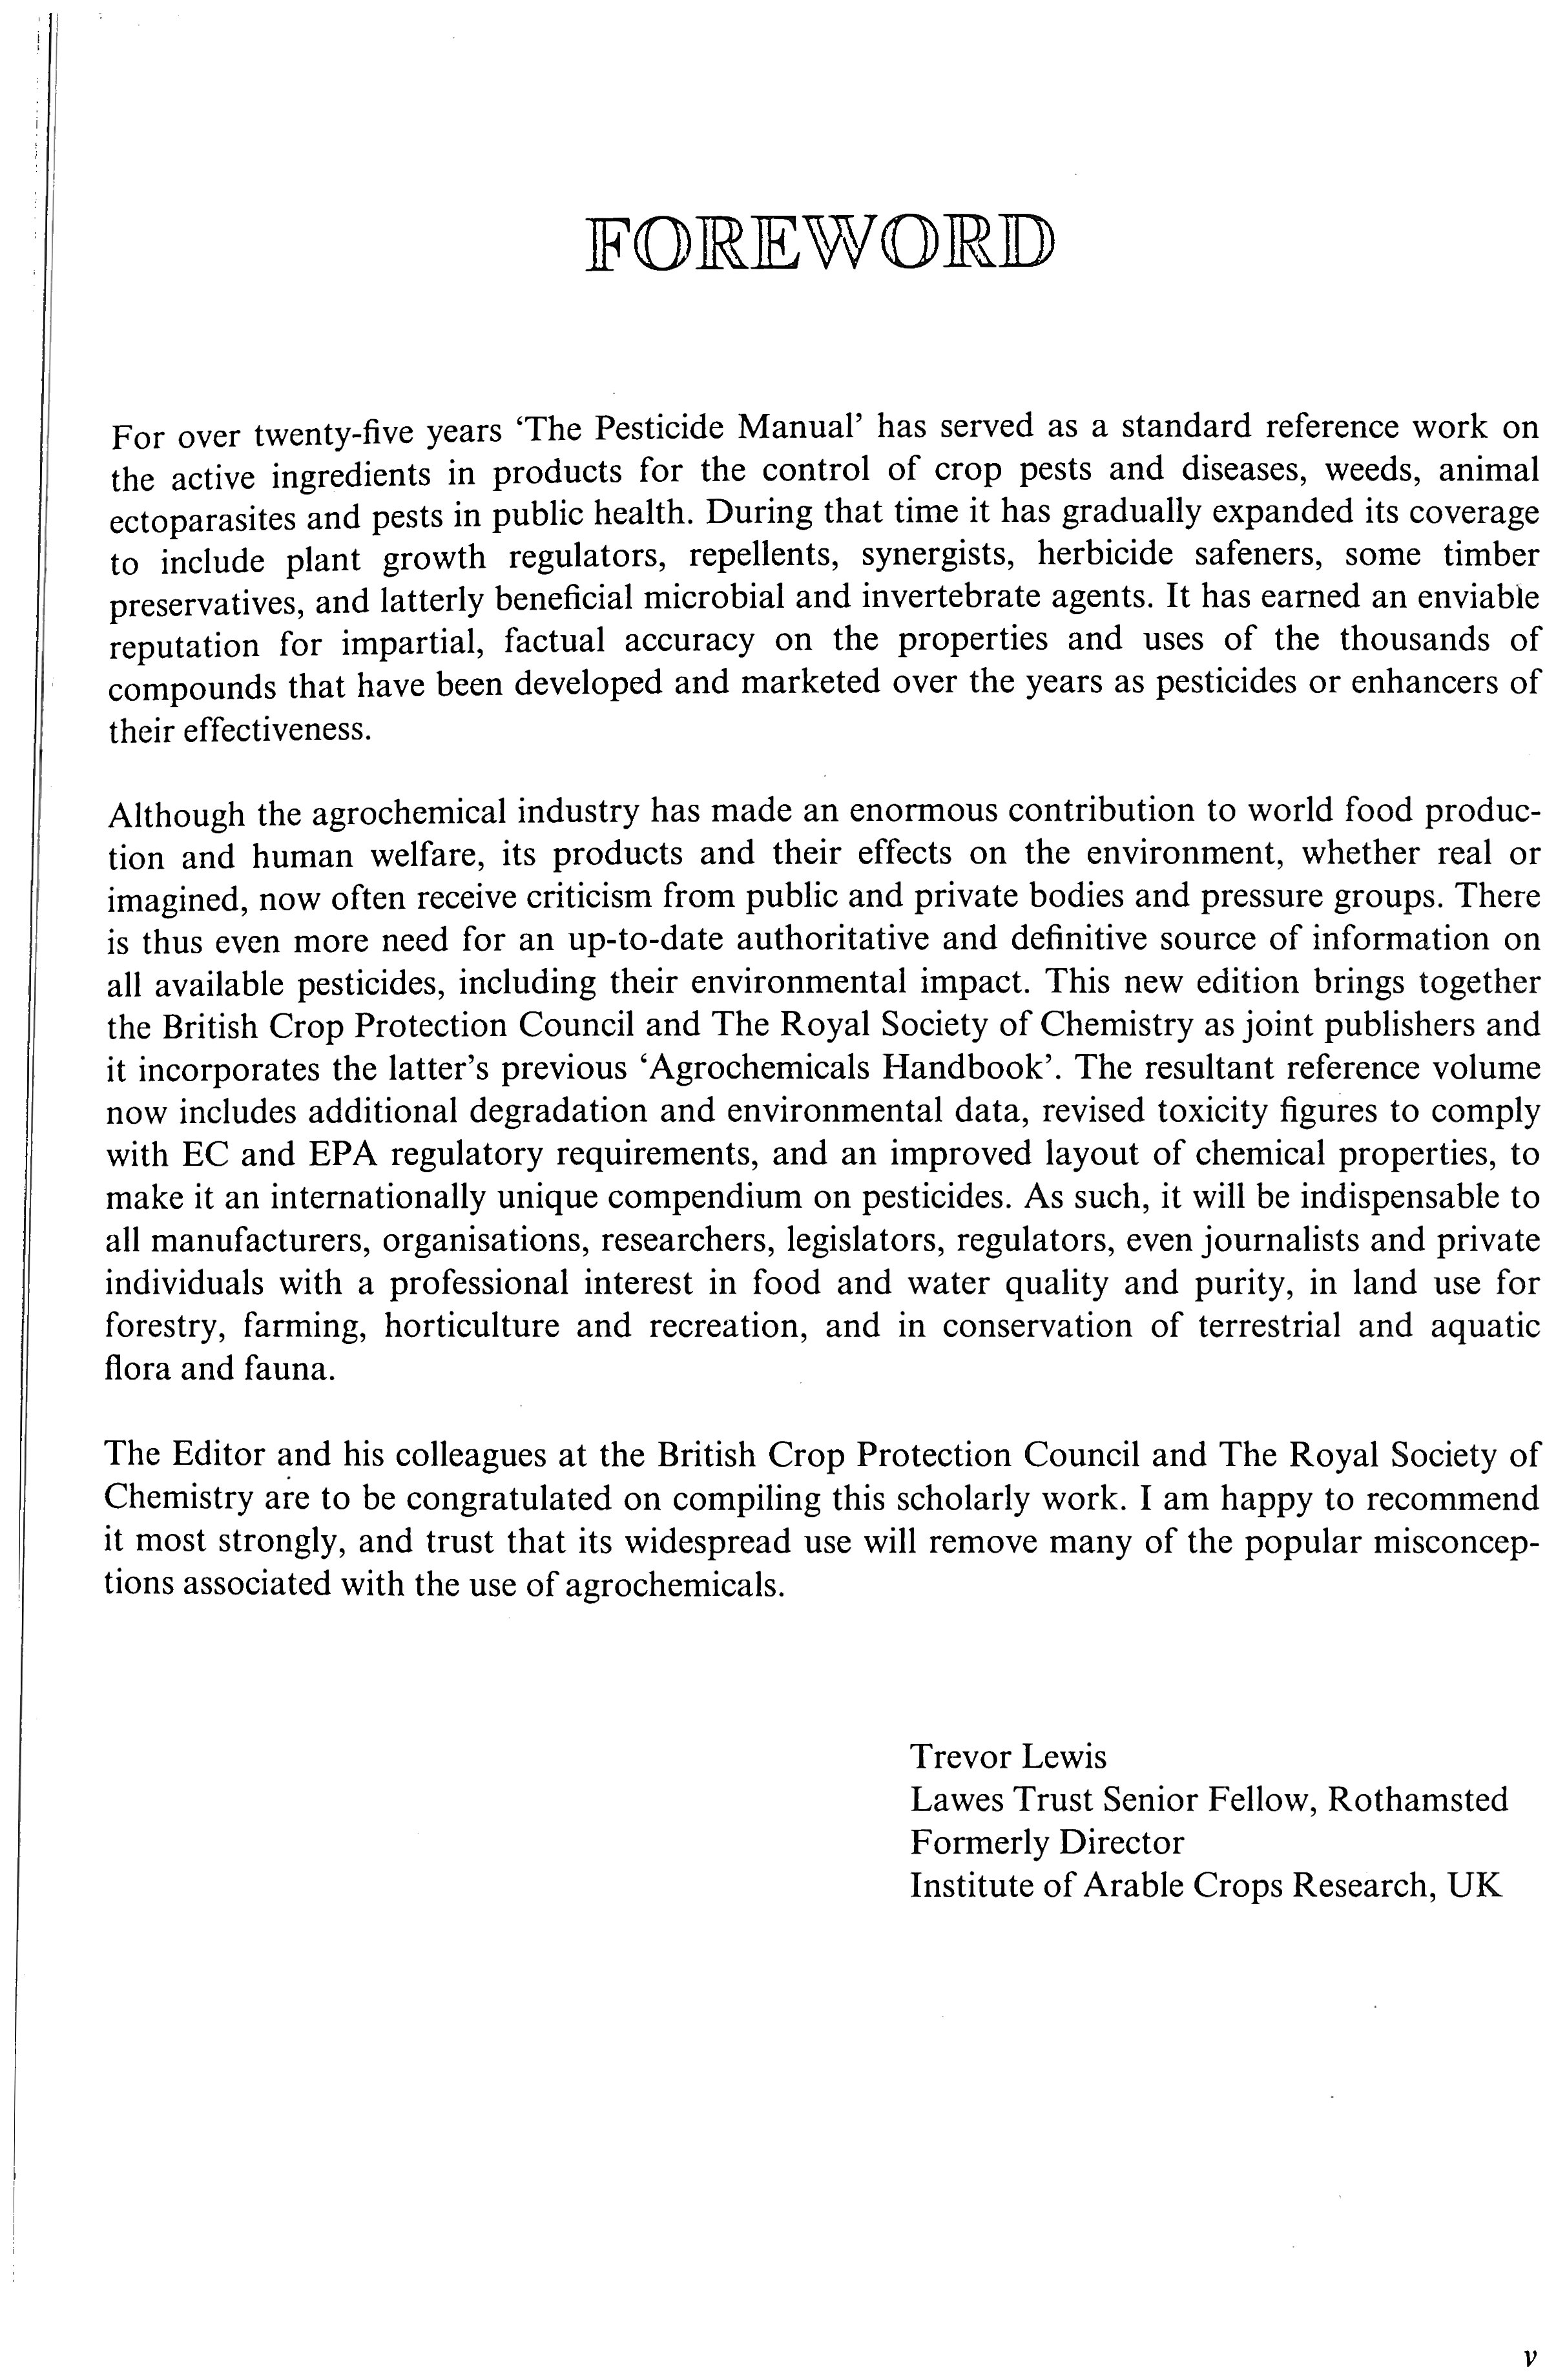 FOREWORD
For over twenty-five years ‘The Pesticide Manual’ has served as a standard reference work on
the active ingredients in products for the control of crop pests and diseases, weeds, animal
ectoparasites and pests in public health. During that time it has gradually expanded its coverage
to include plant growth regulators, repellents, synergists, herbicide safeners, some timber
preservatives, and latterly beneficial microbial and invertebrate agents. It has earned an enviable
reputation for impartial, factual accuracy on the properties and uses of the thousands of
compounds that have been developed and marketed over the years as pesticides or enhancers of
their effectiveness.
Although the agrochemical industry has made an enormous contribution to world food produc-
tion and human welfare, its products and their effects on the environment, whether real or
imagined, now often receive criticism from public and private bodies and pressure groups. There
is thus even more need for an up-to-date authoritative and definitive source of information on
all available pesticides, including their environmental impact. This new edition brings together
the British Crop Protection Council and The Royal Society of Chemistry as joint publishers and
it incorporates the latter’s previous ‘Agrochemicals Handbook’. The resultant reference volume
now includes additional degradation and environmental data, revised toxicity figures to comply
with EC and EPA regulatory requirements, and an improved layout of chemical properties, to
make it an internationally unique compendium on pesticides. As such, it will be indispensable to
all manufacturers, organisations, researchers, legislators, regulators, even journalists and private
individuals with a professional interest in food and water quality and purity, in land use for
forestry, farming, horticulture and recreation, and in conservation of terrestrial and aquatic
flora and fauna.
The Editor and his colleagues at the British Crop Protection Council and The Royal Society of
Chemistry are to be congratulated on compiling this scholarly work. I am happy to recommend
it most strongly, and trust that its widespread use will remove many of the popular misconcep-
tions associated with the use of agrochemicals.
Trevor Lewis
Lawes Trust Senior Fellow, Rothamsted
Formerly Director
Institute of Arable Crops Research, UK
v